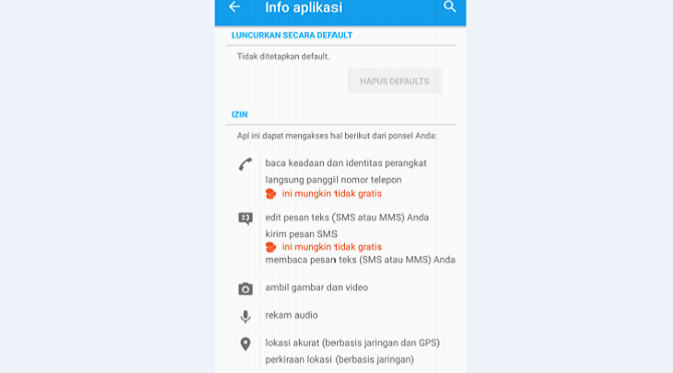 Info aplikasi
LUNCURKAN SECARA DEFAULT
Tidak ditetapkan default.
HAPUS DEFAULTS
IZIN
Apl ini dapat mengakses hal berikut dari ponsel Anda:
baca keadaan dan identitas perangkat
langsung panggil nomor telepon
ini mungkin tidak gratis
edit pesan teks (SMS atau MMS) Anda
kirim pesan SMS
ini mungkin tidak gratis
membaca pesan teks (SMS atau MMS) Anda
ambil gambar dan video
rekam audio
lokasi akurat (berbasis jaringan dan GPS)
perkiraan lokasi (berbasis jaringan)